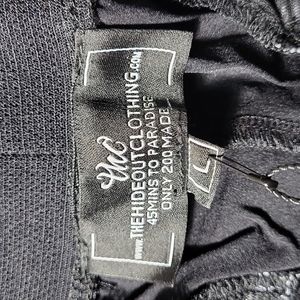 THC
www.THEHIDEOUTCLOTHING.com
45MINS TO PARADISE
ONLY 200 MADE
L